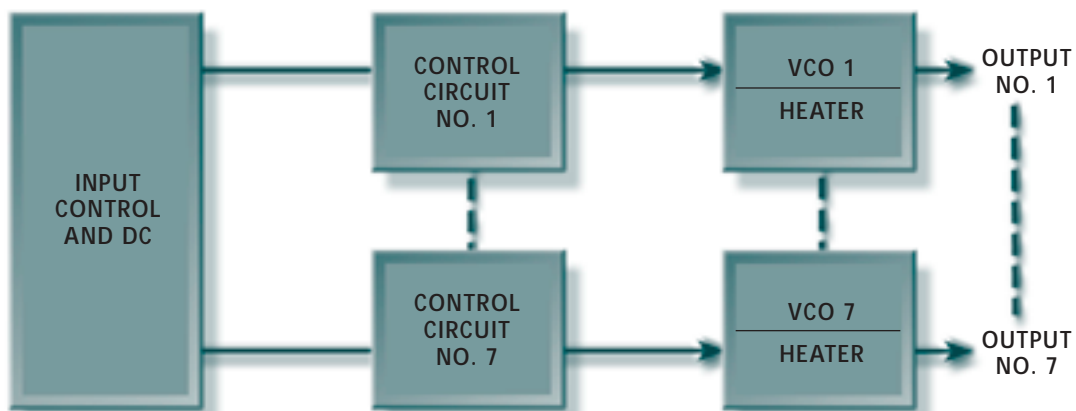 INPUT
CONTROL
AND DC
CONTROL
CIRCUIT
NO. 1
VCO 1
HEATER
OUTPUT
NO. 1
CONTROL
CIRCUIT
NO. 7
VCO 7
HEATER
OUTPUT
NO. 7